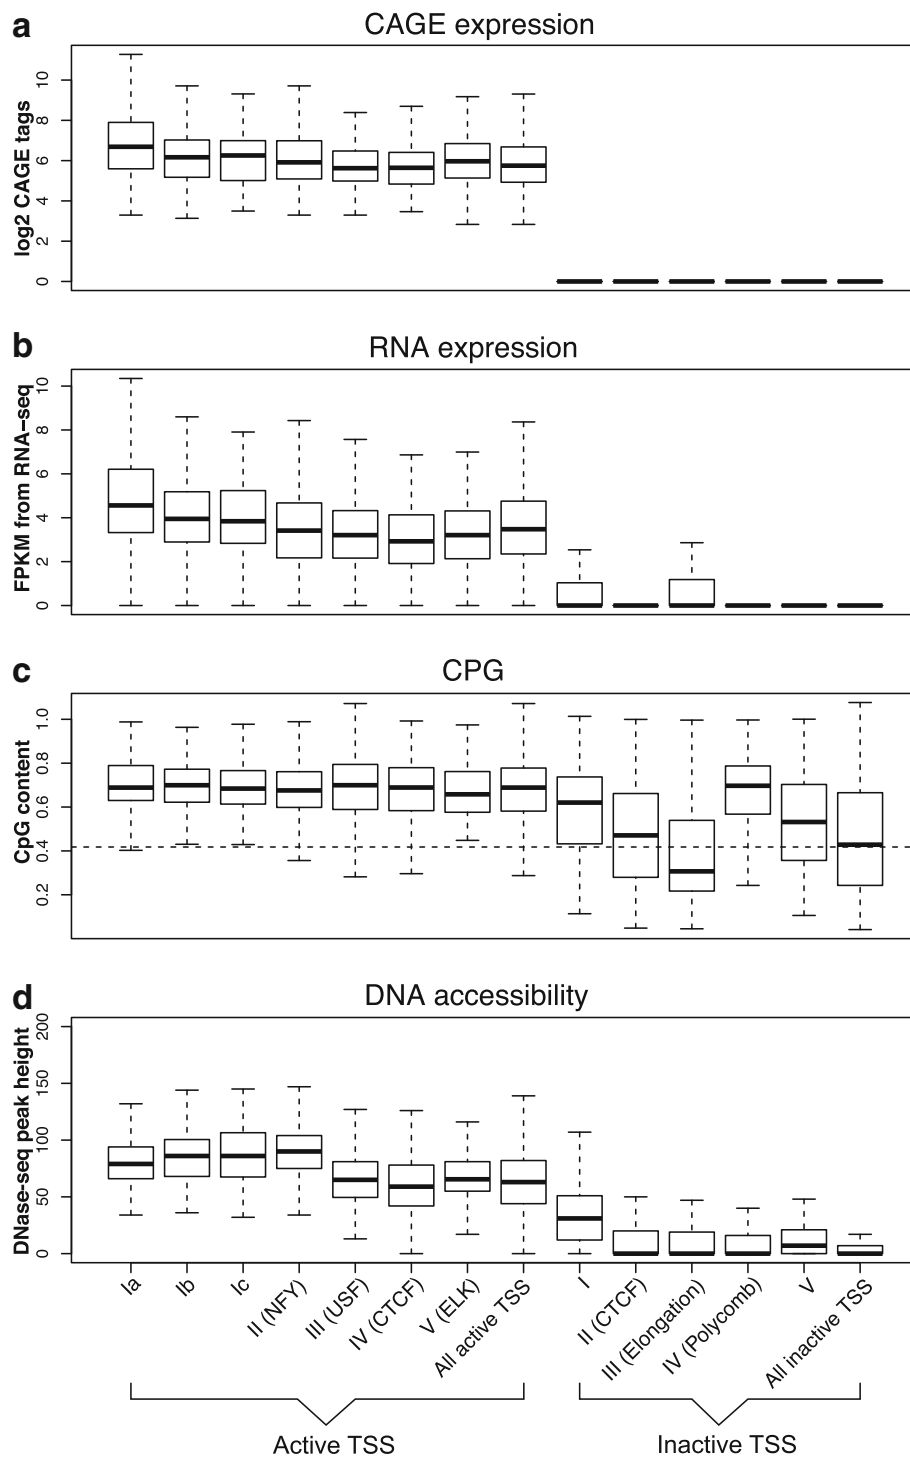 a
CAGE expression
log2 CAGE tags
10
8
6
4
2
0
b
RNA expression
FPKM from RNA−seq
10
8
6
4
2
0
c
CPG
CpG content
1.0
0.8
0.6
0.4
0.2
d
DNA accessibility
DNase-seq peak height
200
150
100
50
0
Ia
Ib
Ic
II (NFY)
III (USF)
IV (CTCF)
V (ELK)
All active TSS
I
II (CTCF)
III (Elongation)
IV (Polycomb)
V
All inactive TSS
Active TSS
Inactive TSS